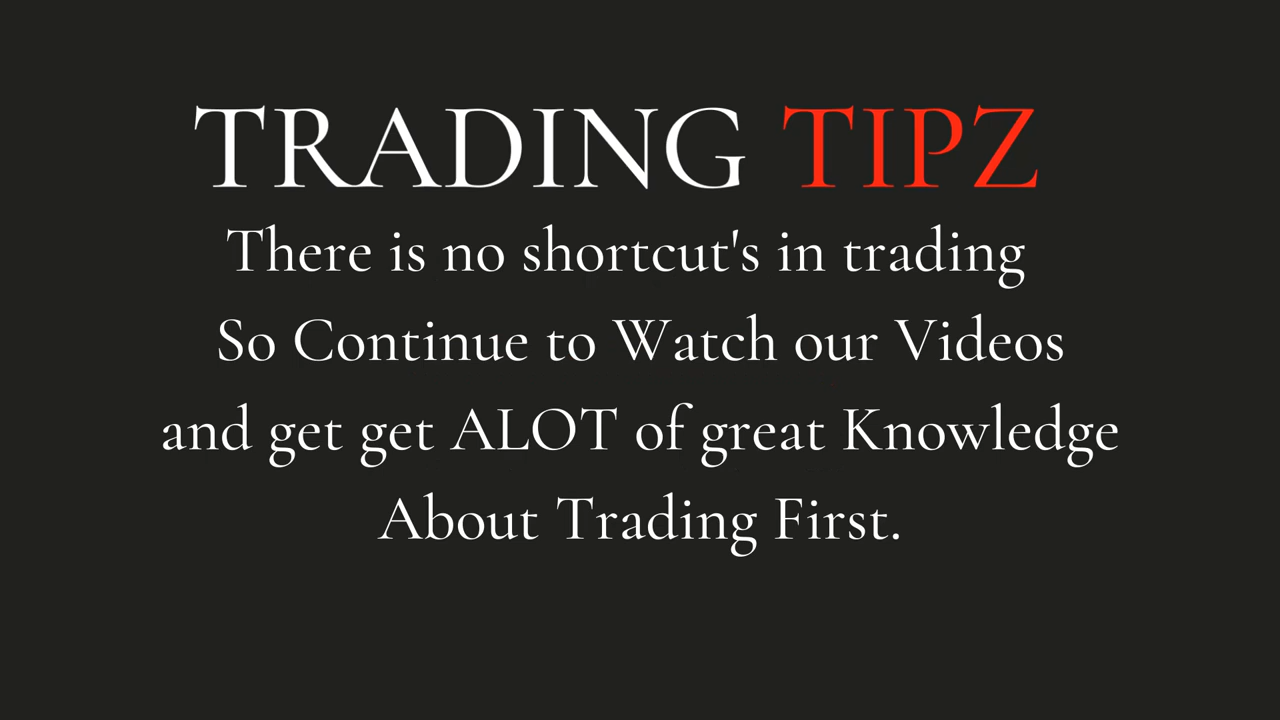 TRADING TIPZ
There is no shortcut's in trading
So Continue to Watch our Videos
and get get ALOT of great Knowledge
About Trading First.